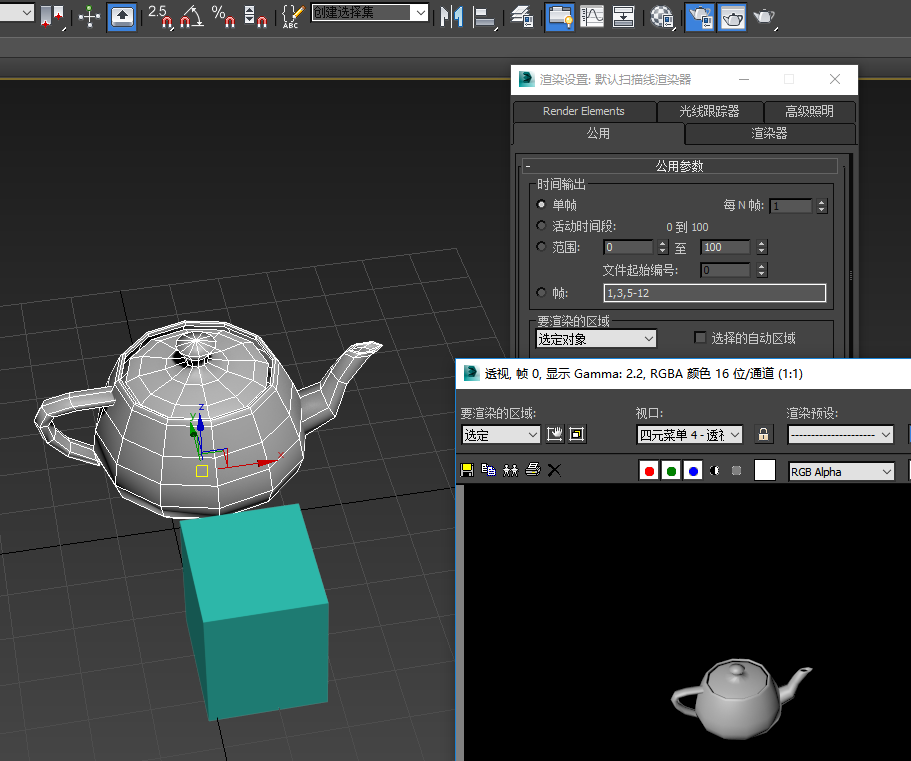 2.5 % ABC 创建选择集
渲染设置: 默认扫描线渲染器
Render Elements 光线跟踪器 高级照明
公用 渲染器
- 公用参数
时间输出
单帧 每 N 帧: 1
活动时间段: 0 到 100
范围: 0 至 100
文件起始编号: 0
帧: 1,3,5-12
要渲染的区域
选定对象 选择的自动区域
透视, 帧 0, 显示 Gamma: 2.2, RGBA 颜色 16 位/通道 (1:1)
要渲染的区域: 视口: 渲染预设:
选定 四元菜单 4 - 透视
RGB Alpha
z
y
x